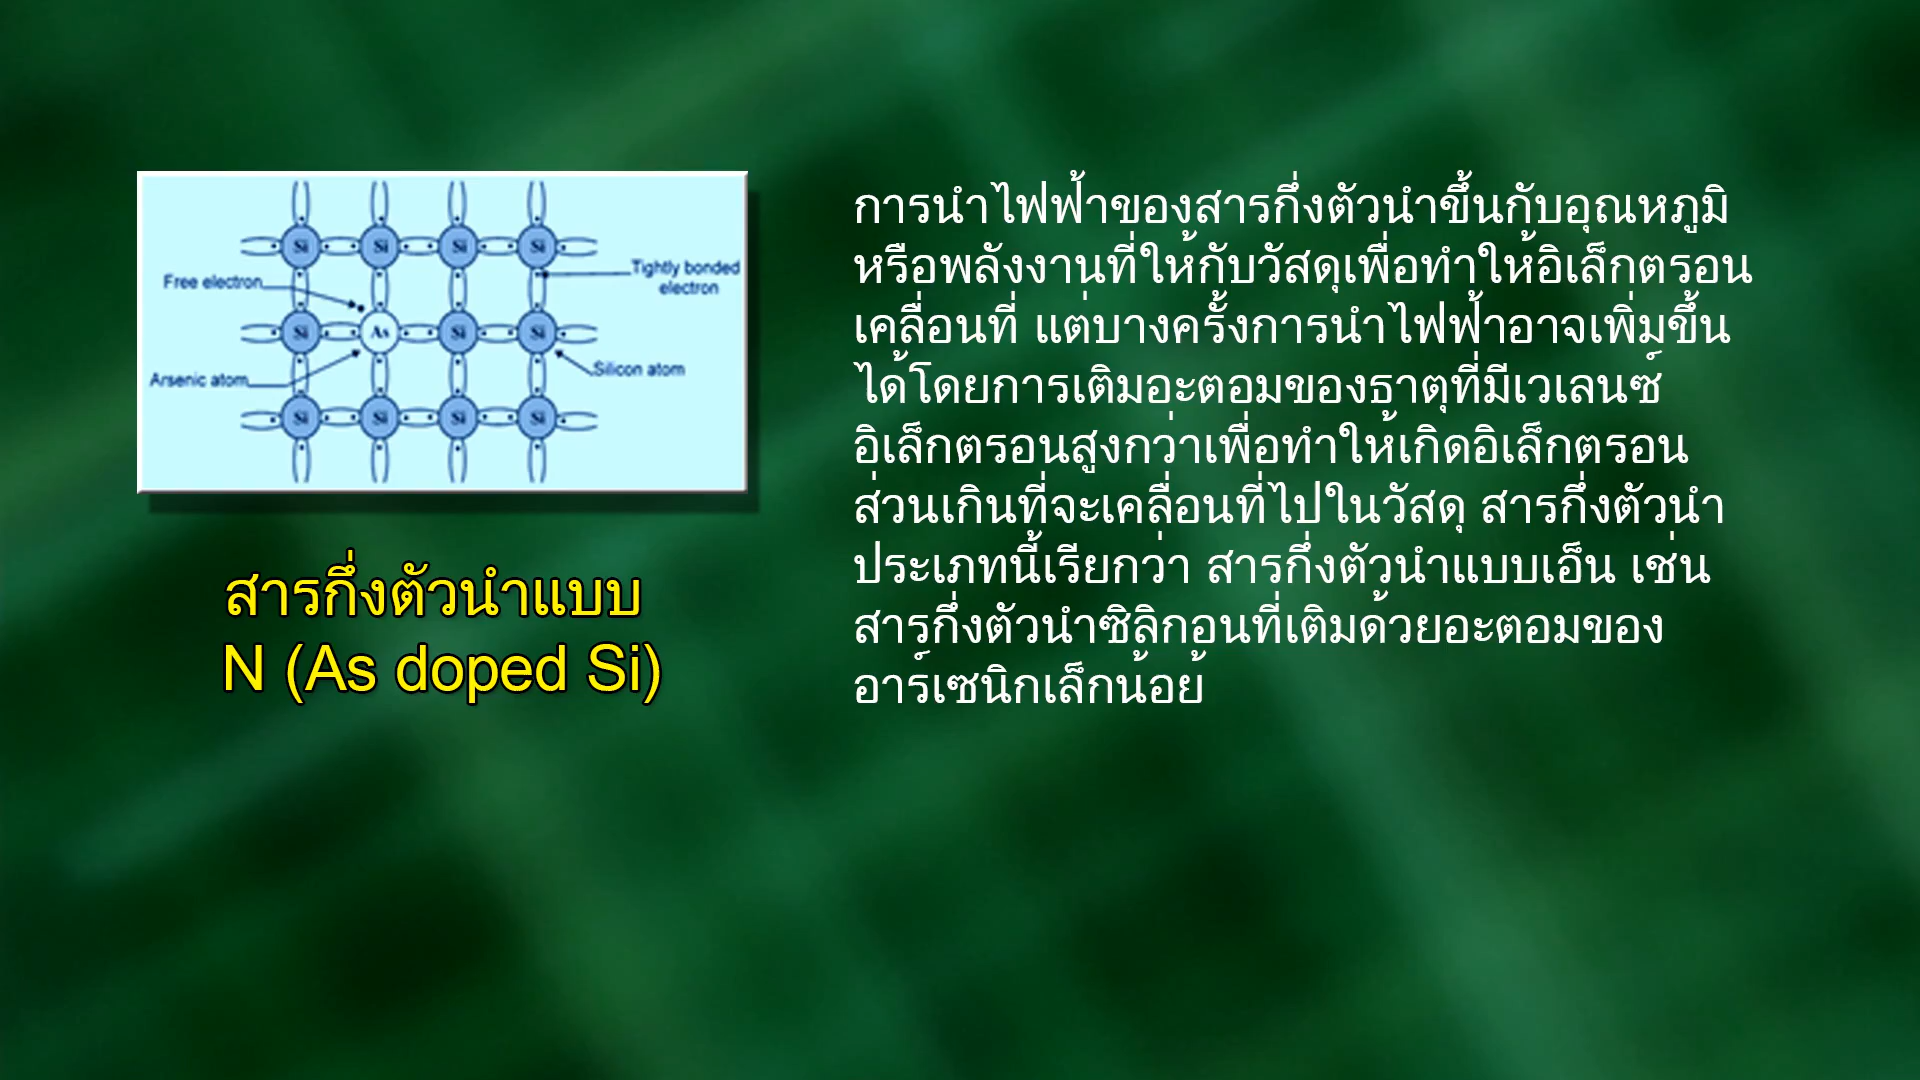 Si Si Si Si
Free electron
Tightly bonded
electron
Si As Si Si
Arsenic atom
Silicon atom
Si Si Si Si
สารกึ่งตัวนำแบบ
N (As doped Si)
การนำไฟฟ้าของสารกึ่งตัวนำขึ้นกับอุณหภูมิ
หรือพลังงานที่ให้กับวัสดุเพื่อทำให้อิเล็กตรอน
เคลื่อนที่ แต่บางครั้งการนำไฟฟ้าอาจเพิ่มขึ้น
ได้โดยการเติมอะตอมของธาตุที่มีเวเลนซ์
อิเล็กตรอนสูงกว่าเพื่อทำให้เกิดอิเล็กตรอน
ส่วนเกินที่จะเคลื่อนที่ไปในวัสดุ สารกึ่งตัวนำ
ประเภทนี้เรียกว่า สารกึ่งตัวนำแบบเอ็น เช่น
สารกึ่งตัวนำซิลิกอนที่เติมด้วยอะตอมของ
อาร์เซนิกเล็กน้อย้